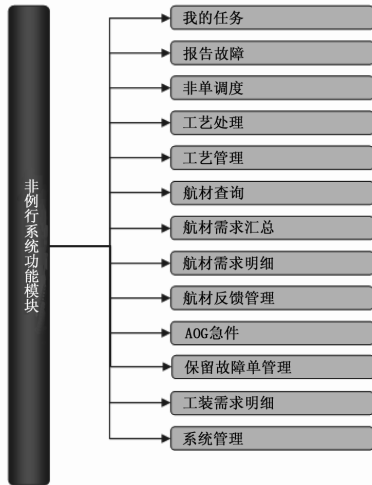 非例行系统功能模块
我的任务
报告故障
非单调度
工艺处理
工艺管理
航材查询
航材需求汇总
航材需求明细
航材反馈管理
AOG急件
保留故障单管理
工装需求明细
系统管理